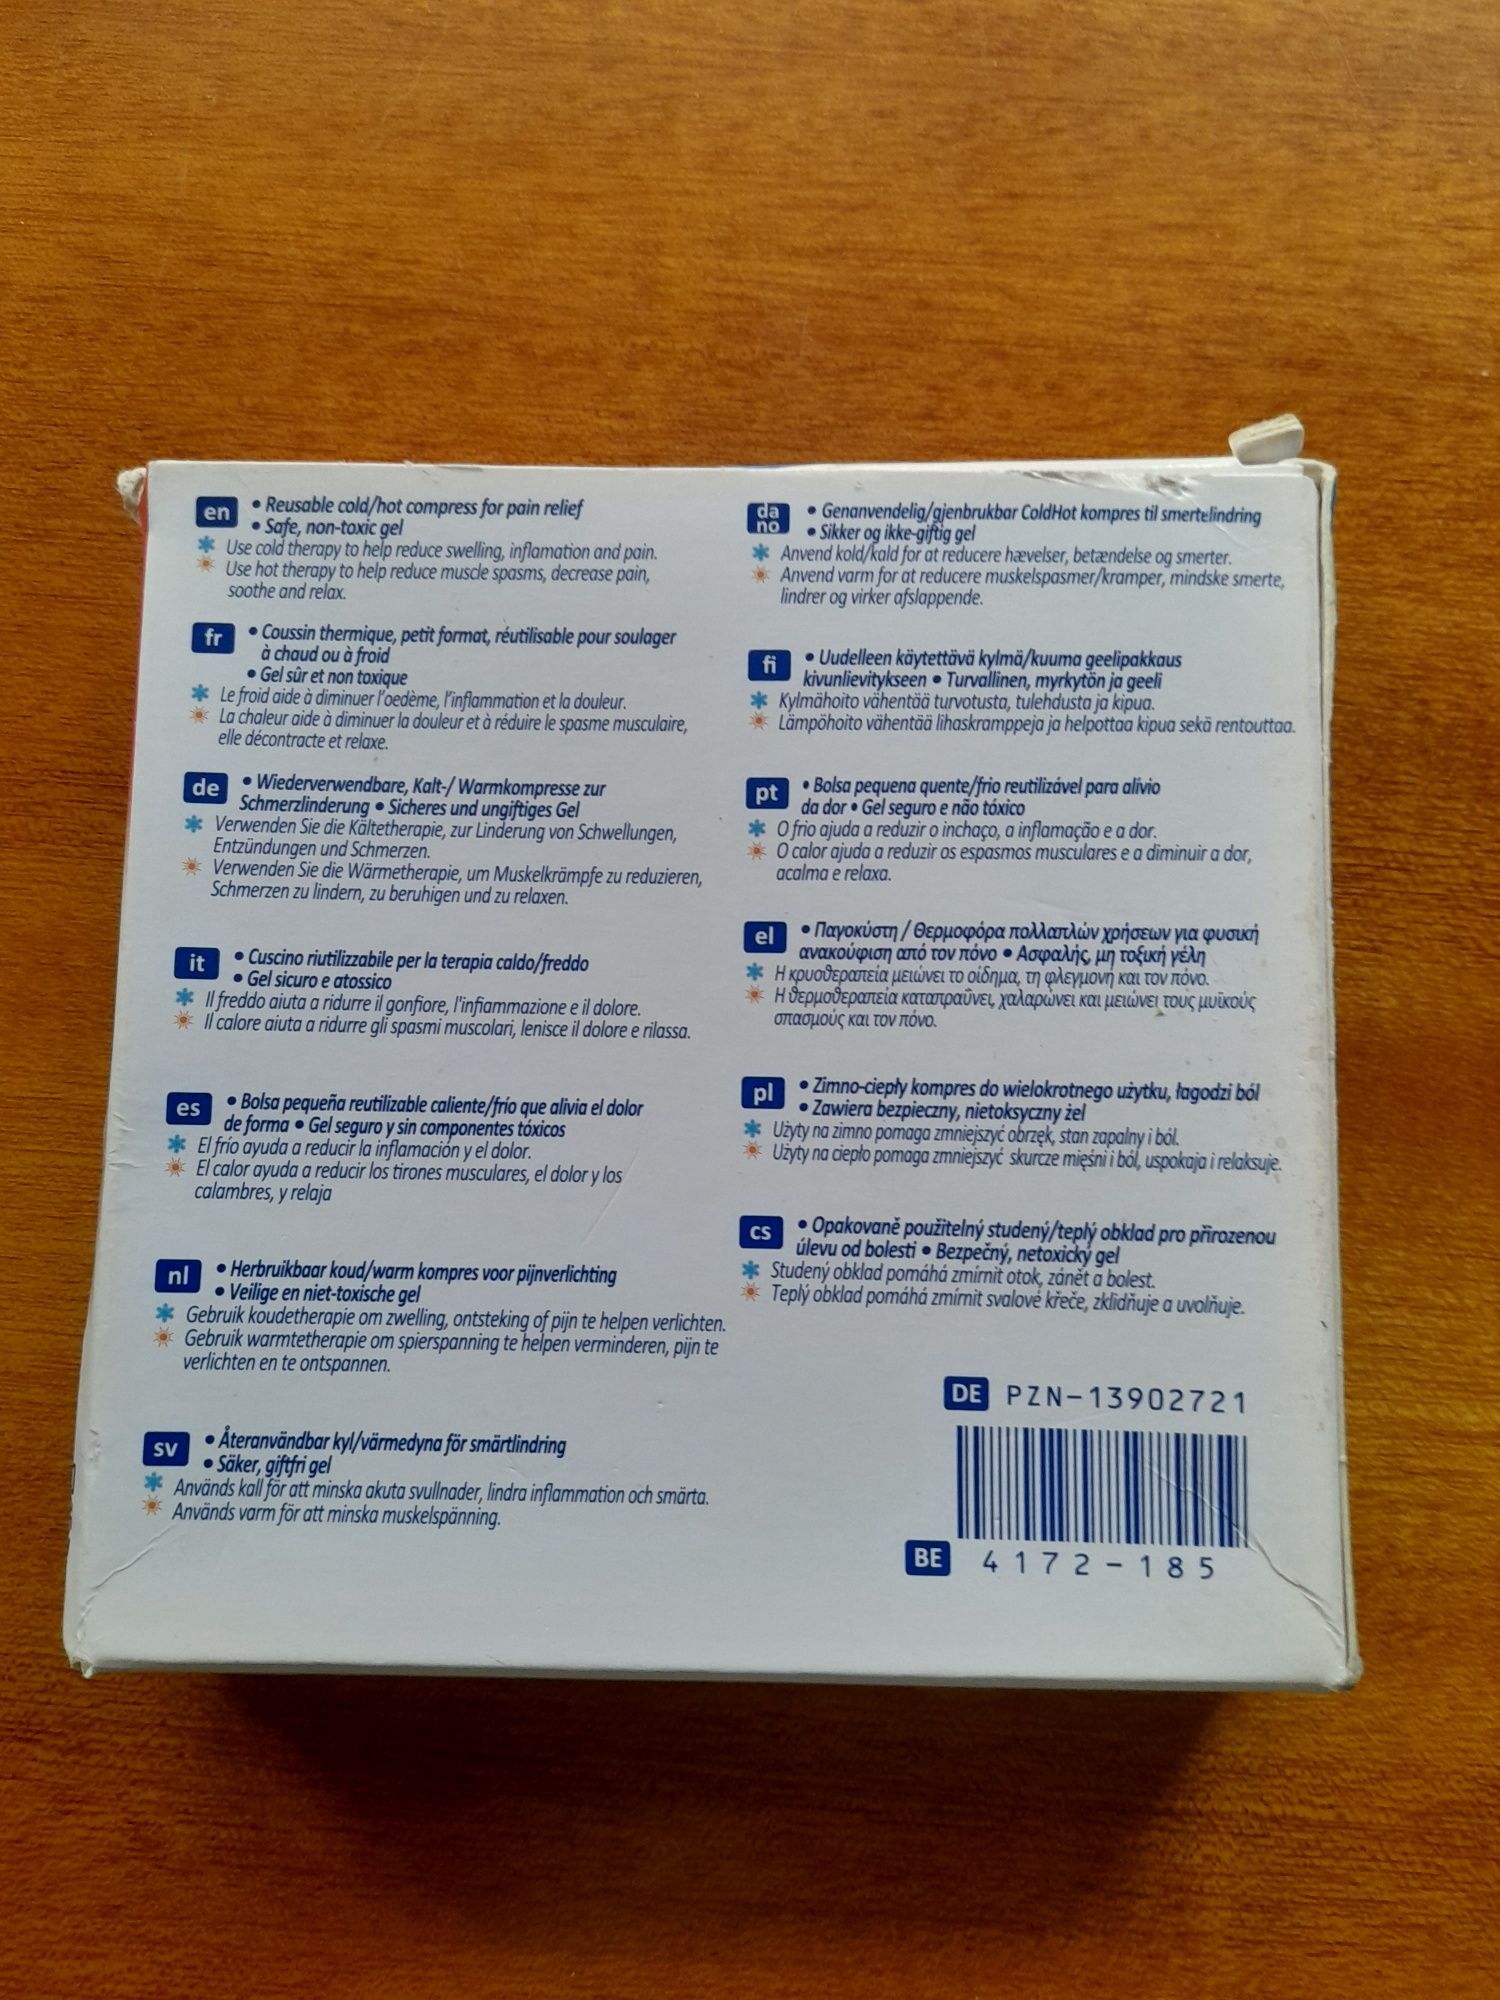 en
• Reusable cold/hot compress for pain relief
• Safe, non-toxic gel
Use cold therapy to help reduce swelling, inflamation and pain.
Use hot therapy to help reduce muscle spasms, decrease pain,
soothe and relax.
fr
• Coussin thermique, petit format, réutilisable pour soulager
à chaud ou à froid
• Gel sûr et non toxique
Le froid aide à diminuer l'oedème, l'inflammation et la douleur.
La chaleur aide à diminuer la douleur et à réduire le spasme musculaire,
elle décontracte et relaxe.
de
• Wiederverwendbare, Kalt-/ Warmkompresse zur
Schmerzlinderung • Sicheres und ungiftiges Gel
Verwenden Sie die Kältetherapie, zur Linderung von Schwellungen,
Entzündungen und Schmerzen.
Verwenden Sie die Wärmetherapie, um Muskelkrämpfe zu reduzieren,
Schmerzen zu lindern, zu beruhigen und zu relaxen.
it
• Cuscino riutilizzabile per la terapia caldo/freddo
• Gel sicuro e atossico
Il freddo aiuta a ridurre il gonfiore, l'infiammazione e il dolore.
Il calore aiuta a ridurre gli spasmi muscolari, lenisce il dolore e rilassa.
es
• Bolsa pequeña reutilizable caliente/frío que alivia el dolor
de forma • Gel seguro y sin componentes tóxicos
El frío ayuda a reducir la inflamación y el dolor.
El calor ayuda a reducir los tirones musculares, el dolor y los
calambres, y relaja
nl
• Herbruikbaar koud/warm kompres voor pijnverlichting
• Veilige en niet-toxische gel
Gebruik koudetherapie om zwelling, ontsteking of pijn te helpen verlichten.
Gebruik warmtetherapie om spierspanning te helpen verminderen, pijn te
verlichten en te ontspannen.
sv
• Återanvändbar kyl/värmedyna för smärtlindring
• Säker, giftfri gel
Används kall för att minska akuta svullnader, lindra inflammation och smärta.
Används varm för att minska muskelspänning.
da
no
• Genanvendelig/gjenbrukbar ColdHot kompres til smertelindring
• Sikker og ikke-giftig gel
Anvend kold/kald for at reducere hævelser, betændelse og smerter.
Anvend varm for at reducere muskelspasmer/kramper, mindske smerte,
lindrer og virker afslappende.
fi
• Uudelleen käytettävä kylmä/kuuma geelipakkaus
kivunlievitykseen • Turvallinen, myrkytön ja geeli
Kylmähoito vähentää turvotusta, tulehdusta ja kipua.
Lämpöhoito vähentää lihaskramppeja ja helpottaa kipua sekä rentouttaa.
pt
• Bolsa pequena quente/frio reutilizável para alívio
da dor • Gel seguro e não tóxico
O frio ajuda a reduzir o inchaço, a inflamação e a dor.
O calor ajuda a reduzir os espasmos musculares e a diminuir a dor,
acalma e relaxa.
el
• Παγοκύστη / Θερμοφόρα πολλαπλών χρήσεων για φυσική
ανακούφιση από τον πόνο • Ασφαλής, μη τοξική γέλη
Η κρυοθεραπεία μειώνει το οίδημα, τη φλεγμονή και τον πόνο.
Η θερμοθεραπεία καταπραΰνει, χαλαρώνει και μειώνει τους μυϊκούς
σπασμούς και τον πόνο.
pl
• Zimno-ciepły kompres do wielokrotnego użytku, łagodzi ból
• Zawiera bezpieczny, nietoksyczny żel
Użyty na zimno pomaga zmniejszyć obrzęk, stan zapalny i ból.
Użyty na ciepło pomaga zmniejszyć skurcze mięśni i ból, uspokaja i relaksuje.
cs
• Opakovaně použitelný studený/teplý obklad pro přirozenou
úlevu od bolesti • Bezpečný, netoxický gel
Studený obklad pomáhá zmírnit otok, zánět a bolest.
Teplý obklad pomáhá zmírnit svalové křeče, zklidňuje a uvolňuje.
DE PZN-13902721
BE 4172-185